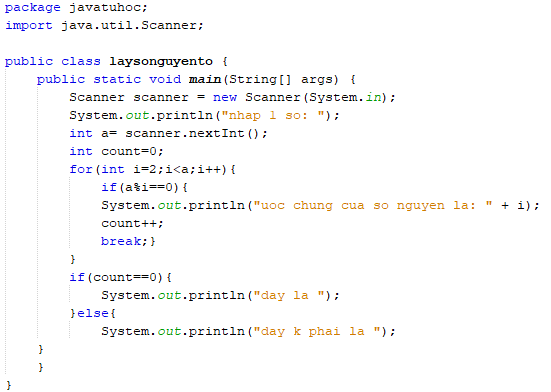 package javatuhoc;
import java.util.Scanner;
public class laysonguyento {
public static void main(String[] args) {
Scanner scanner = new Scanner(System.in);
System.out.println("nhap 1 so: ");
int a= scanner.nextInt();
int count=0;
for(int i=2;i<a;i++){
if(a%i==0){
System.out.println("uoc chung cua so nguyen la: " + i);
count++;
break;}
}
if(count==0){
System.out.println("day la ");
}else{
System.out.println("day k phai la ");
}
}
}